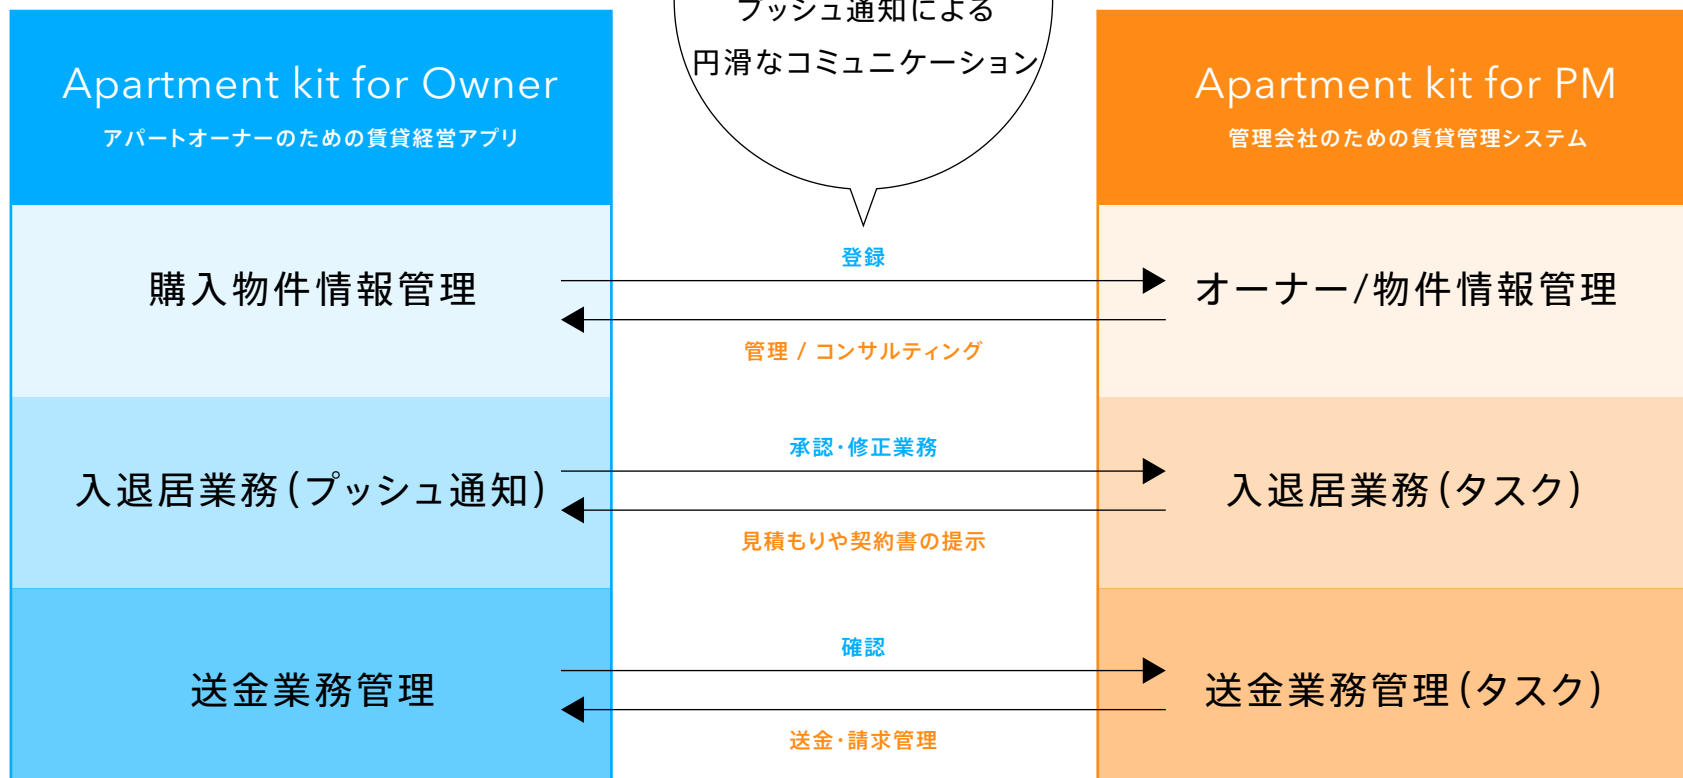 プッシュ通知による
円滑なコミュニケーション
Apartment kit for Owner
アパートオーナーのための賃貸経営アプリ
Apartment kit for PM
管理会社のための賃貸管理システム
登録
購入物件情報管理
オーナー/物件情報管理
管理 / コンサルティング
承認・修正業務
入退居業務(プッシュ通知)
入退居業務(タスク)
見積もりや契約書の提示
確認
送金業務管理
送金業務管理(タスク)
送金・請求管理